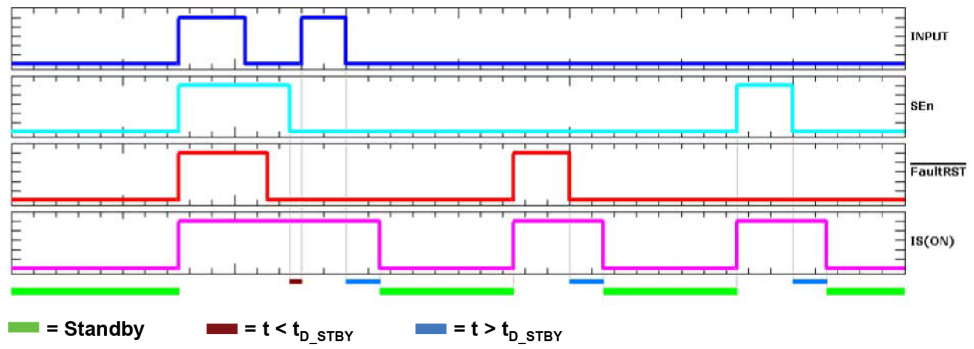 INPUT
SEn
FaultRST
IS(ON)
= Standby
= t < tD_STBY
= t > tD_STBY